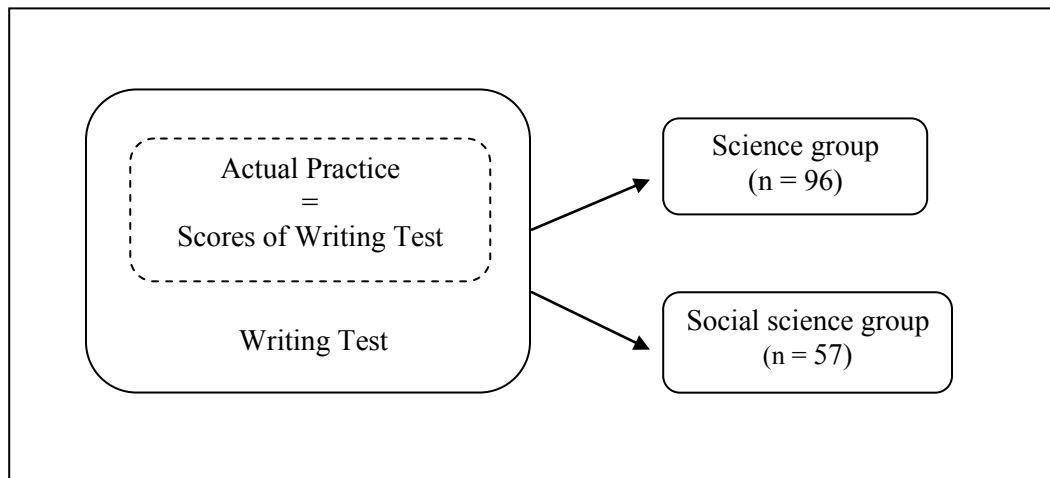 Actual Practice
=
Scores of Writing Test
Writing Test
Science group
(n = 96)
Social science group
(n = 57)